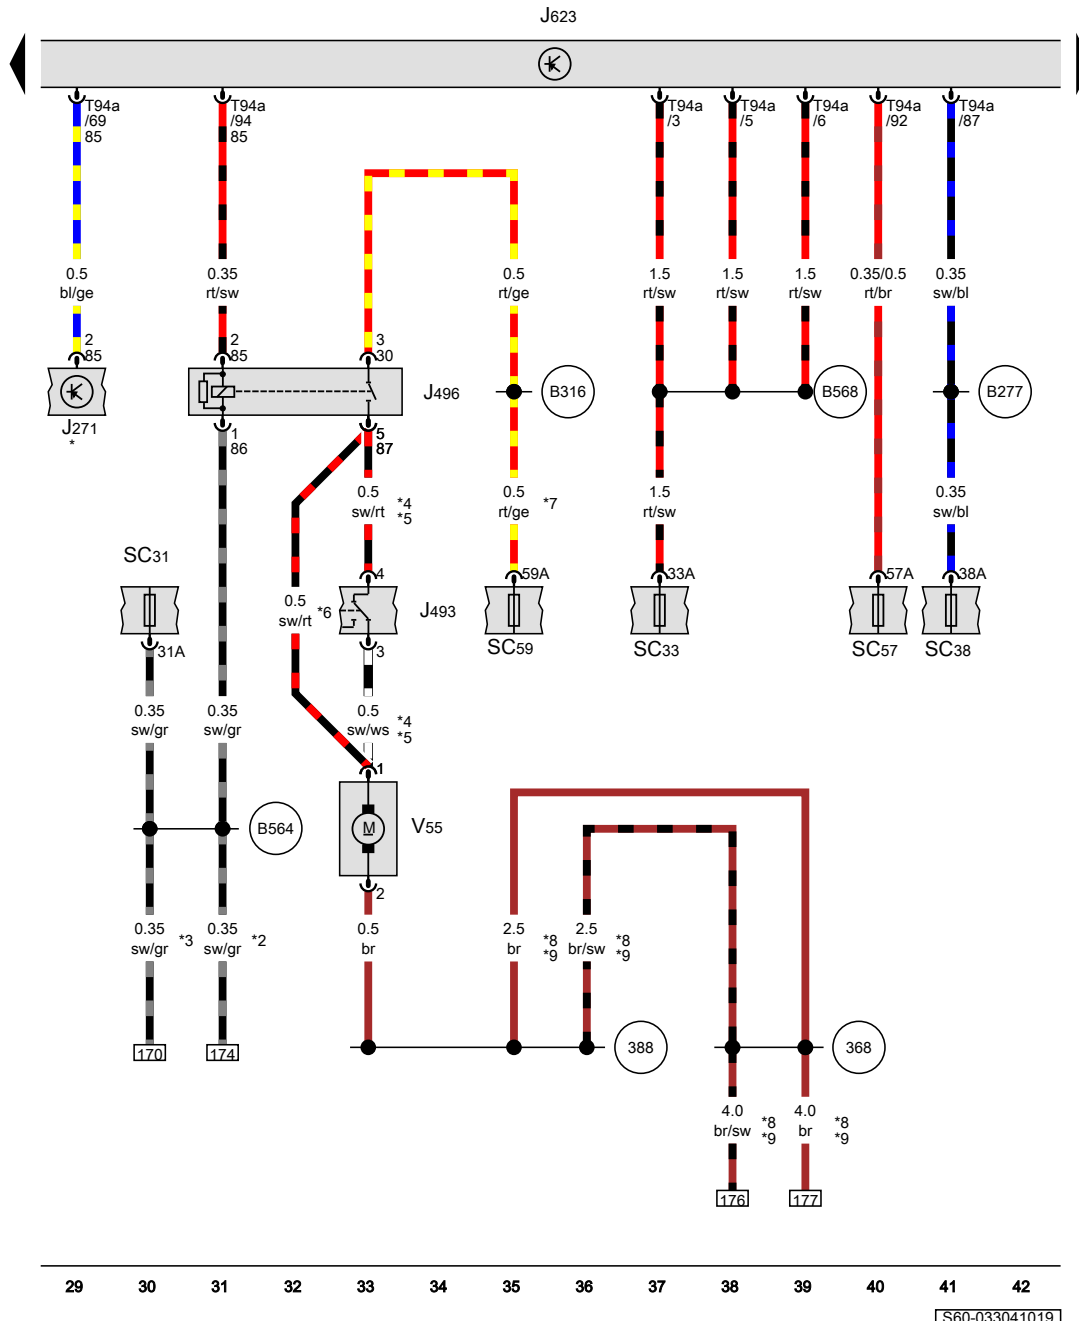 J623
T94a
/69
85
T94a
/94
85
T94a
/3
T94a
/5
T94a
/6
T94a
/92
T94a
/87
0.5
bl/ge
0.35
rt/sw
0.5
rt/ge
1.5
rt/sw
1.5
rt/sw
1.5
rt/sw
0.35/0.5
rt/br
0.35
sw/bl
2
85
2
85
3
30
J271
*
J496
B316
B568
B277
1
86
5
87
0.5
sw/rt
*4
*5
0.5
rt/ge
*7
1.5
rt/sw
0.35
sw/bl
SC31
4
59A
33A
57A
38A
0.5
sw/rt
*6
J493
31A
3
SC59
SC33
SC57
SC38
0.35
sw/gr
0.35
sw/gr
0.5
sw/ws
*4
*5
1
B564
M
V55
2
0.35
sw/gr
*3
0.35
sw/gr
*2
0.5
br
2.5
br
*8
*9
2.5
br/sw
*8
*9
170
174
388
368
4.0
br/sw
*8
*9
4.0
br
*8
*9
176
177
29 30 31 32 33 34 35 36 37 38 39 40 41 42
S60-033041019